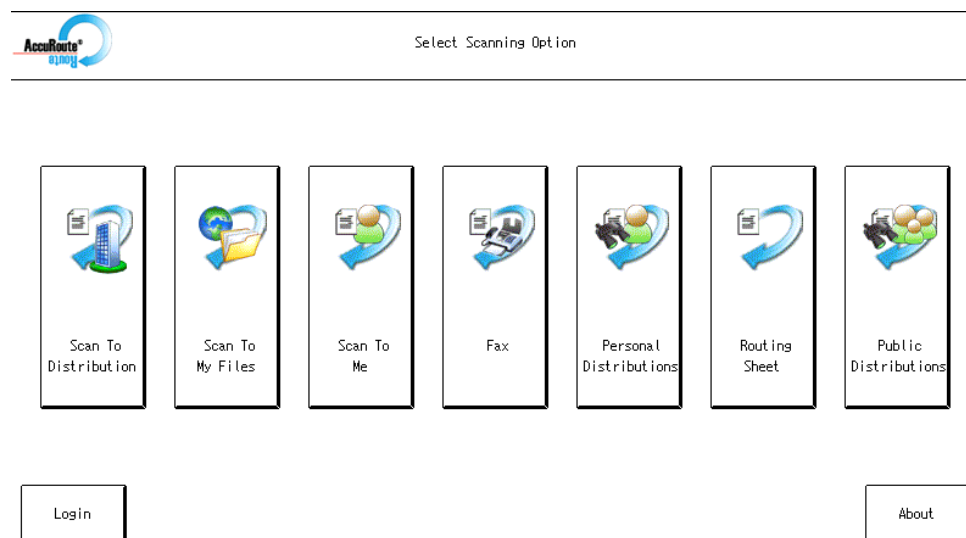 AccuRoute®
Route
Select Scanning Option
Scan To
Distribution
Scan To
My Files
Scan To
Me
Fax
Personal
Distributions
Routing
Sheet
Public
Distributions
Login
About